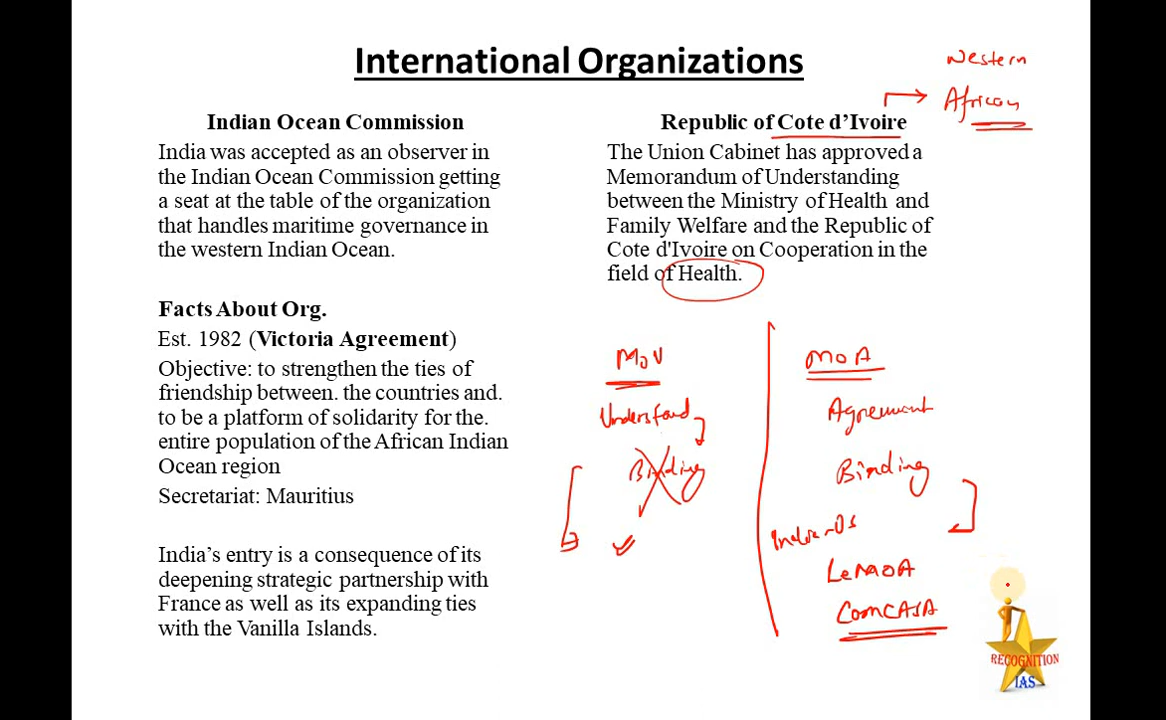 International Organizations
Western
African
Indian Ocean Commission
India was accepted as an observer in
the Indian Ocean Commission getting
a seat at the table of the organization
that handles maritime governance in
the western Indian Ocean.
Facts About Org.
Est. 1982 (Victoria Agreement)
Objective: to strengthen the ties of
friendship between. the countries and.
to be a platform of solidarity for the.
entire population of the African Indian
Ocean region
Secretariat: Mauritius
India's entry is a consequence of its
deepening strategic partnership with
France as well as its expanding ties
with the Vanilla Islands.
Republic of Cote d'Ivoire
The Union Cabinet has approved a
Memorandum of Understanding
between the Ministry of Health and
Family Welfare and the Republic of
Cote d'Ivoire on Cooperation in the
field of Health.
MoU
Understand
Binding
MoA
Agreement
Binding
India-US
LeMOA
COMCASA
RECOGNITION
IAS